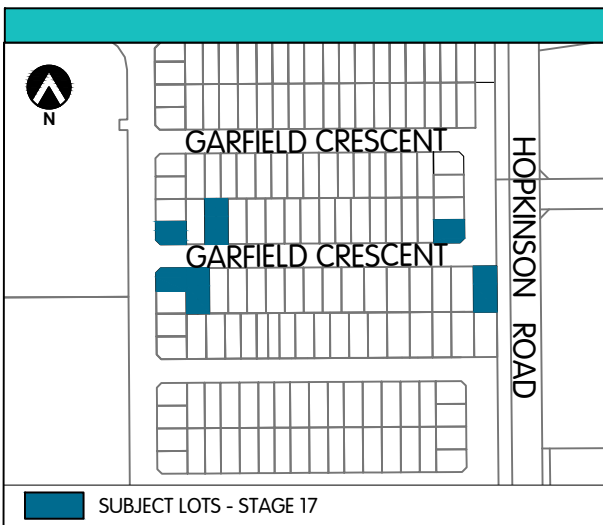 N
GARFIELD CRESCENT
GARFIELD CRESCENT
HOPKINSON ROAD
SUBJECT LOTS - STAGE 17